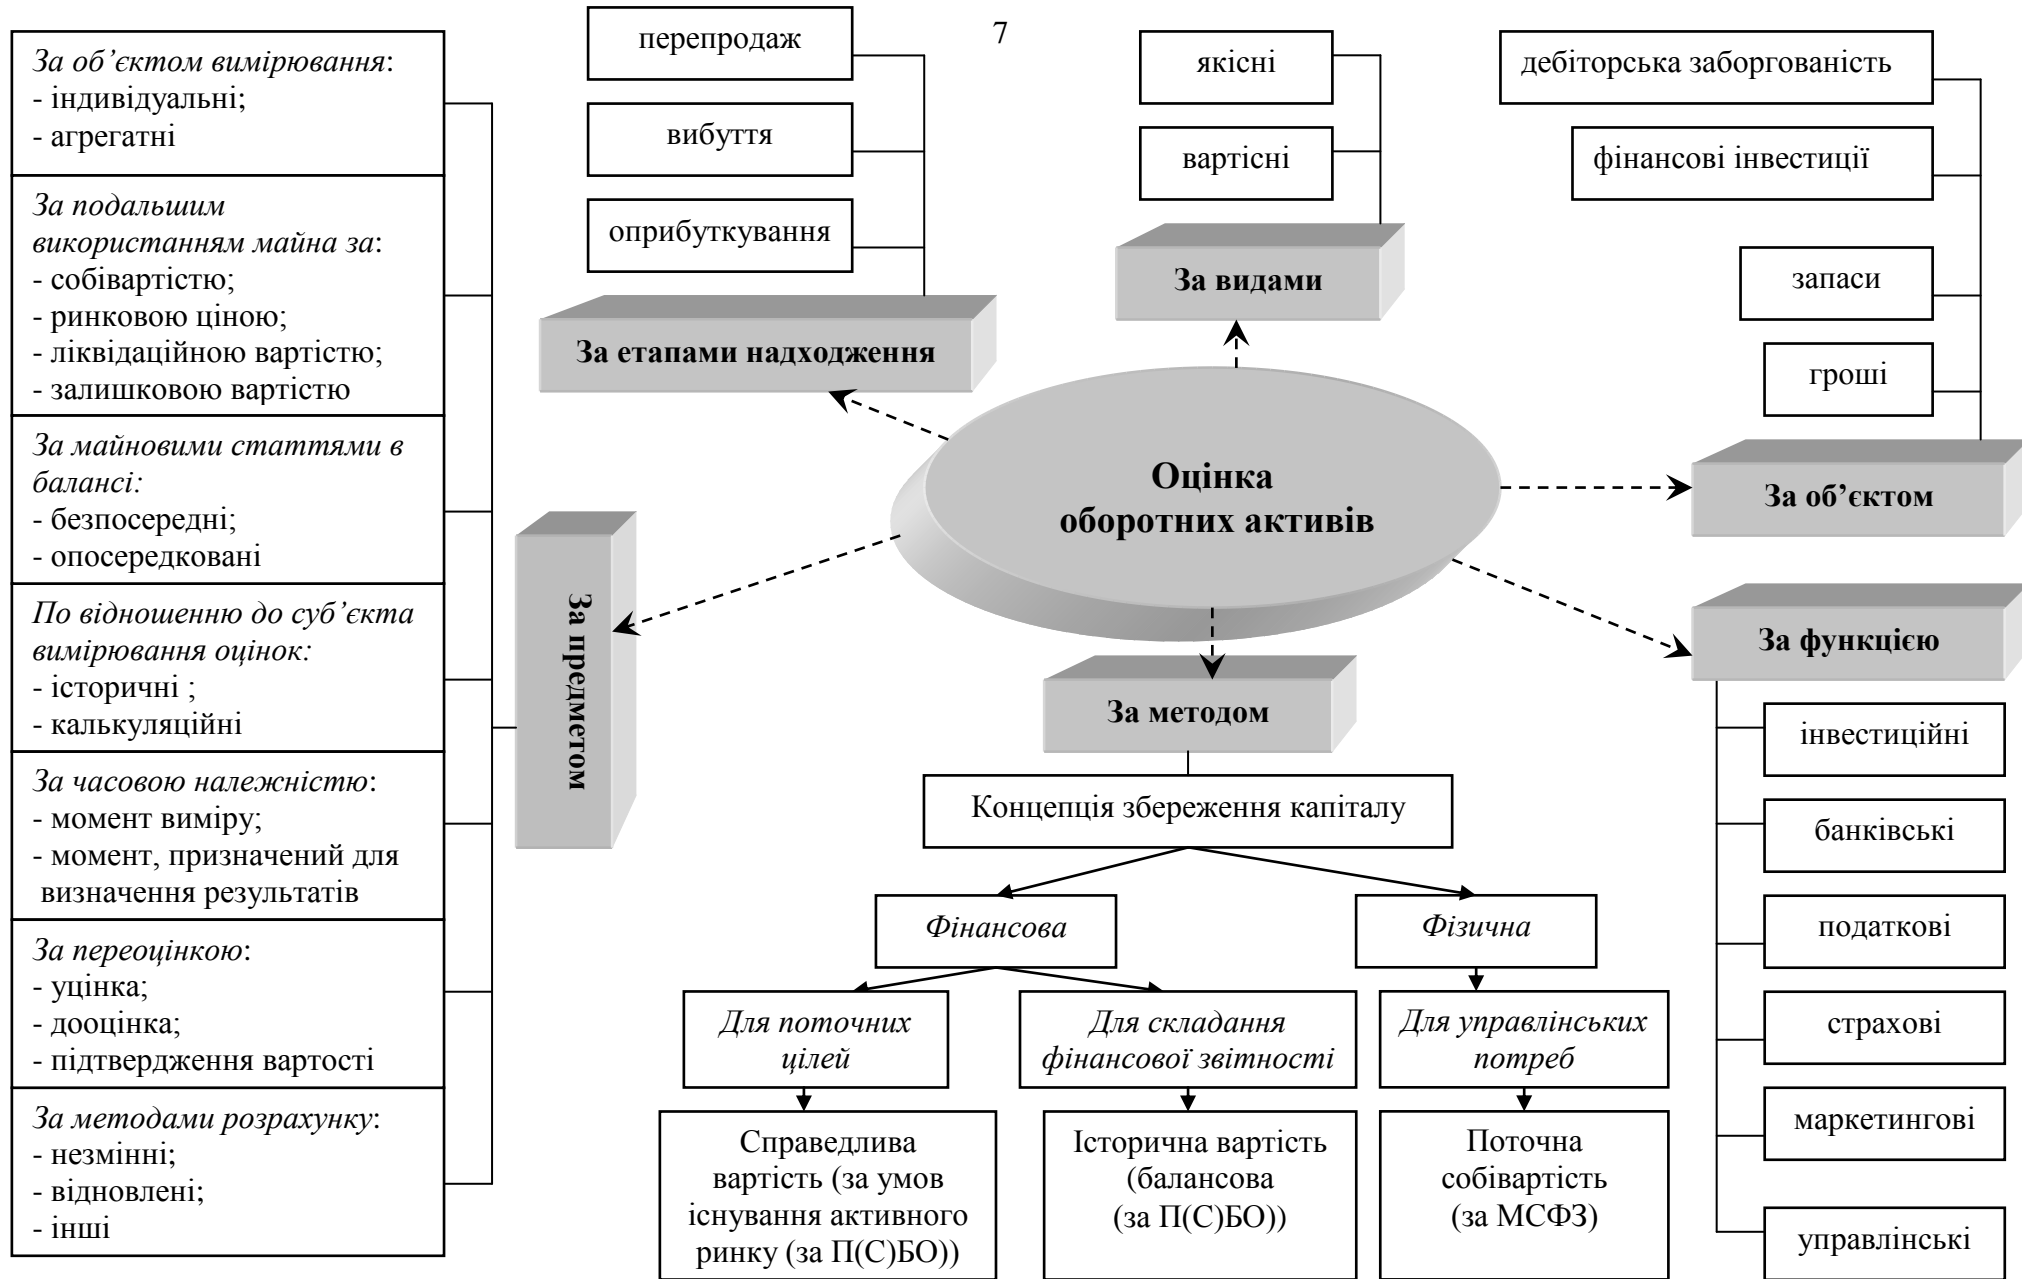 7
За об’єктом вимірювання:
- індивідуальні;
- агрегатні
За подальшим
використанням майна за:
- собівартістю;
- ринковою ціною;
- ліквідаційною вартістю;
- залишковою вартістю
За майновими статтями в
балансі:
- безпосередні;
- опосередковані
По відношенню до суб’єкта
вимірювання оцінок:
- історичні ;
- калькуляційні
За часовою належністю:
- момент виміру;
- момент, призначений для
визначення результатів
За переоцінкою:
- уцінка;
- дооцінка;
- підтвердження вартості
За методами розрахунку:
- незмінні;
- відновлені;
- інші
За предметом
перепродаж
вибуття
оприбуткування
За етапами надходження
якісні
вартісні
За видами
дебіторська заборгованість
фінансові інвестиції
запаси
гроші
За об’єктом
Оцінка
оборотних активів
За функцією
інвестиційні
банківські
податкові
страхові
маркетингові
управлінські
За методом
Концепція збереження капіталу
Фінансова
Фізична
Для поточних
цілей
Для складання
фінансової звітності
Для управлінських
потреб
Справедлива
вартість (за умов
існування активного
ринку (за П(С)БО))
Історична вартість
(балансова
(за П(С)БО))
Поточна
собівартість
(за МСФЗ)